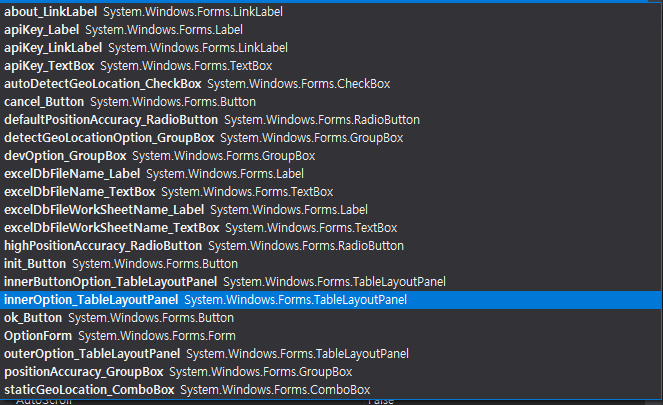 about_LinkLabel System.Windows.Forms.LinkLabel
apiKey_Label System.Windows.Forms.Label
apiKey_LinkLabel System.Windows.Forms.LinkLabel
apiKey_TextBox System.Windows.Forms.TextBox
autoDetectGeoLocation_CheckBox System.Windows.Forms.CheckBox
cancel_Button System.Windows.Forms.Button
defaultPositionAccuracy_RadioButton System.Windows.Forms.RadioButton
detectGeoLocationOption_GroupBox System.Windows.Forms.GroupBox
devOption_GroupBox System.Windows.Forms.GroupBox
excelDbFileName_Label System.Windows.Forms.Label
excelDbFileName_TextBox System.Windows.Forms.TextBox
excelDbFileWorkSheetName_Label System.Windows.Forms.Label
excelDbFileWorkSheetName_TextBox System.Windows.Forms.TextBox
highPositionAccuracy_RadioButton System.Windows.Forms.RadioButton
init_Button System.Windows.Forms.Button
innerButtonOption_TableLayoutPanel System.Windows.Forms.TableLayoutPanel
innerOption_TableLayoutPanel System.Windows.Forms.TableLayoutPanel
ok_Button System.Windows.Forms.Button
OptionForm System.Windows.Forms.Form
outerOption_TableLayoutPanel System.Windows.Forms.TableLayoutPanel
positionAccuracy_GroupBox System.Windows.Forms.GroupBox
staticGeoLocation_ComboBox System.Windows.Forms.ComboBox
AutoScroll False